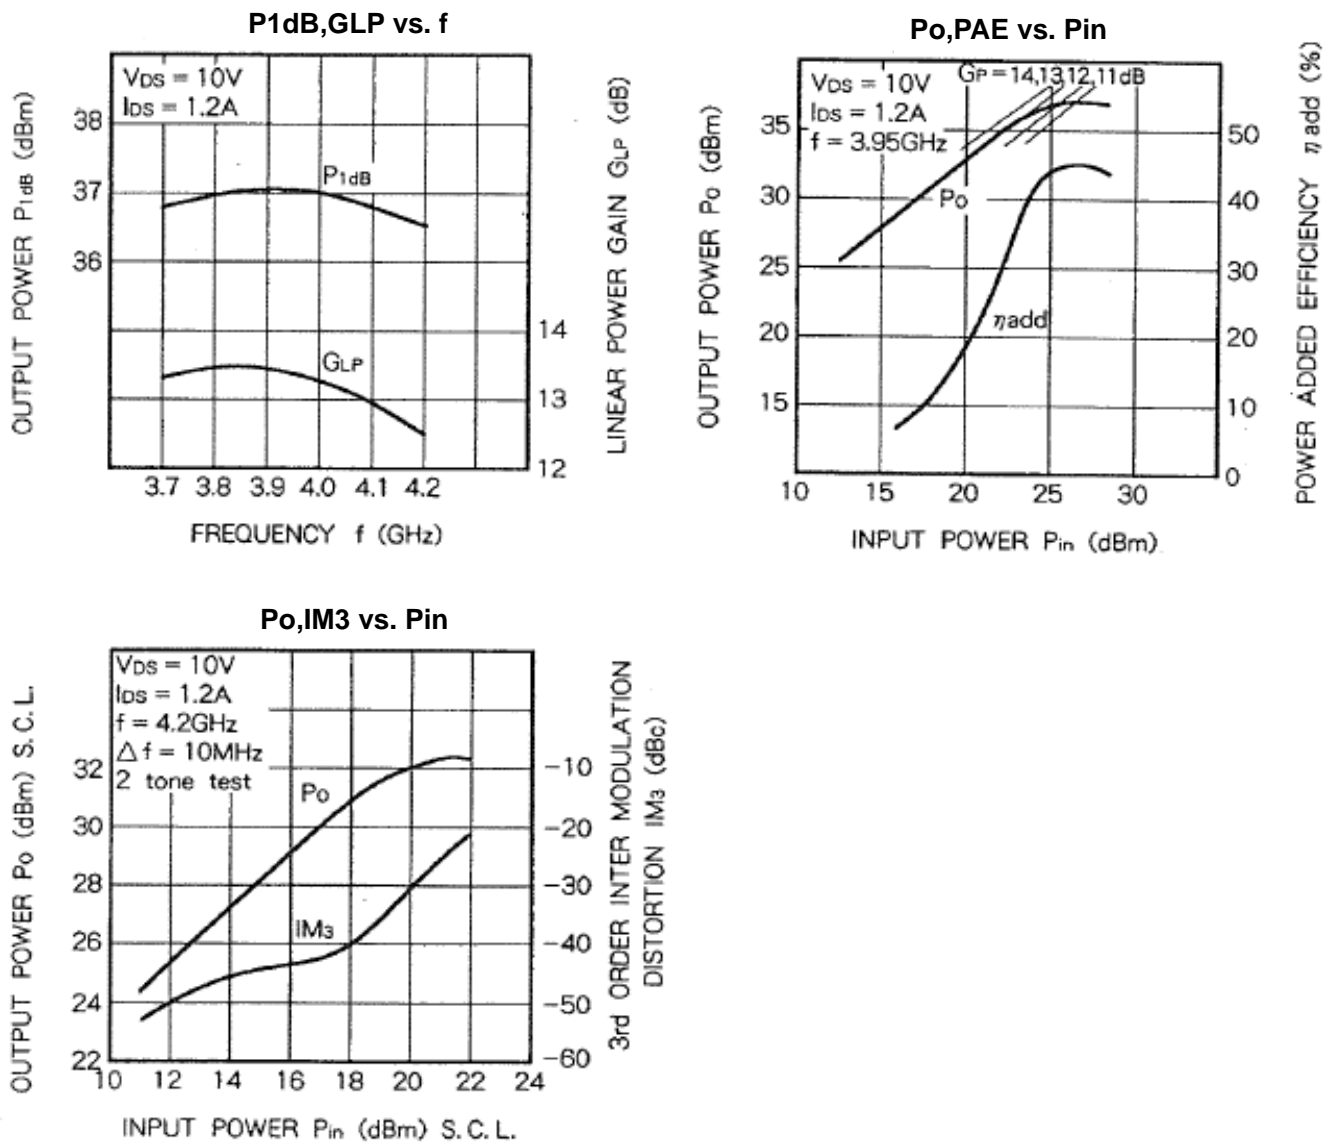 P1dB,GLP vs. f
VDS = 10V
IDS = 1.2A
OUTPUT POWER P1dB (dBm)
38
37
36
P1dB
GLP
14
13
12
LINEAR POWER GAIN GLP (dB)
3.7 3.8 3.9 4.0 4.1 4.2
FREQUENCY f (GHz)
Po,PAE vs. Pin
VDS = 10V
IDS = 1.2A
f = 3.95GHz
GP = 14,13 12,11 dB
OUTPUT POWER Po (dBm)
35
30
25
20
15
Po
ηadd
50
40
30
20
10
0
POWER ADDED EFFICIENCY ηadd (%)
10 15 20 25 30
INPUT POWER Pin (dBm)
Po,IM3 vs. Pin
VDS = 10V
IDS = 1.2A
f = 4.2GHz
Δf = 10MHz
2 tone test
OUTPUT POWER Po (dBm) S.C.L.
32
30
28
26
24
22
Po
IM3
-10
-20
-30
-40
-50
-60
3rd ORDER INTER MODULATION
DISTORTION IM3 (dBc)
10 12 14 16 18 20 22 24
INPUT POWER Pin (dBm) S.C.L.